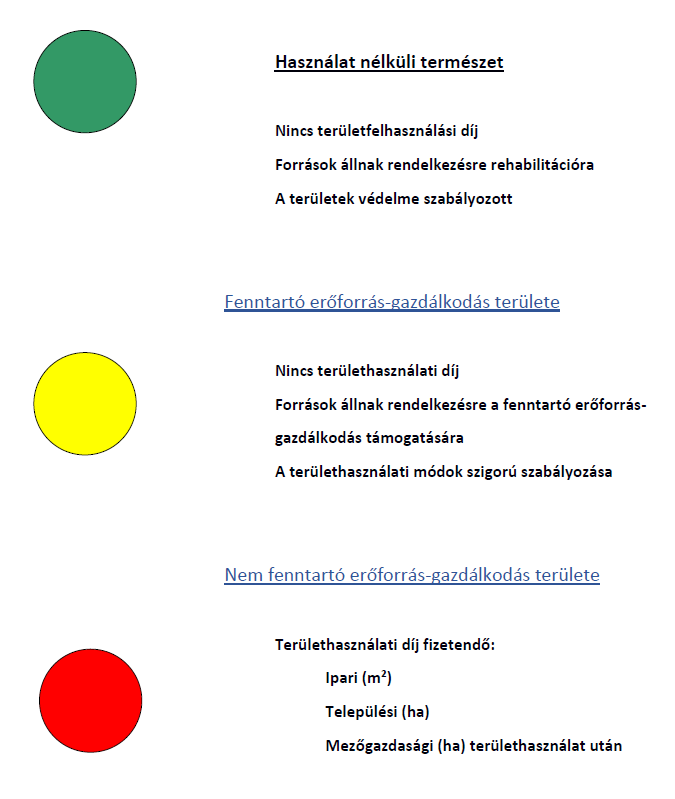 Használat nélküli természet
Nincs területfelhasználási díj
Források állnak rendelkezésre rehabilitációra
A területek védelme szabályozott
Fenntartó erőforrás-gazdálkodás területe
Nincs területhasználati díj
Források állnak rendelkezésre a fenntartó erőforrás-
gazdálkodás támogatására
A területhasználati módok szigorú szabályozása
Nem fenntartó erőforrás-gazdálkodás területe
Területhasználati díj fizetendő:
Ipari (m²)
Települési (ha)
Mezőgazdasági (ha) területhasználat után